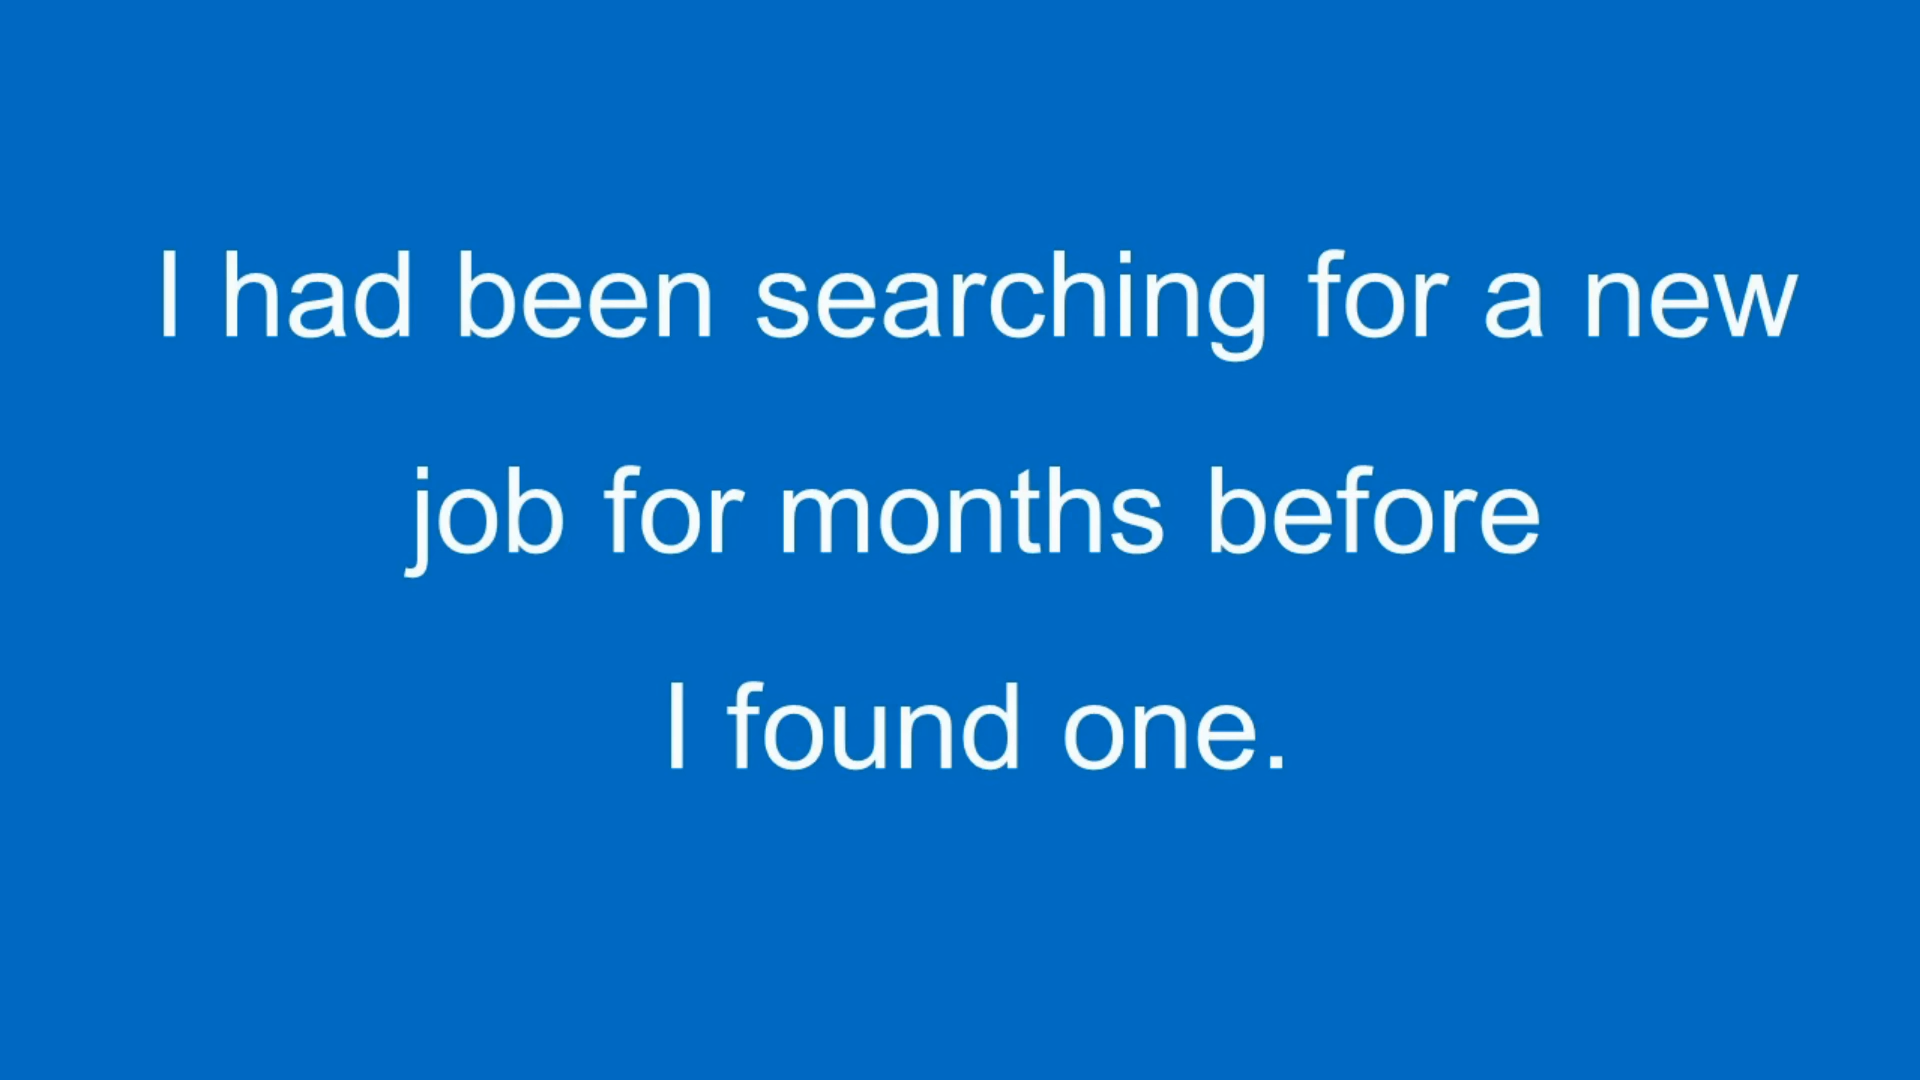 I had been searching for a new
job for months before
I found one.